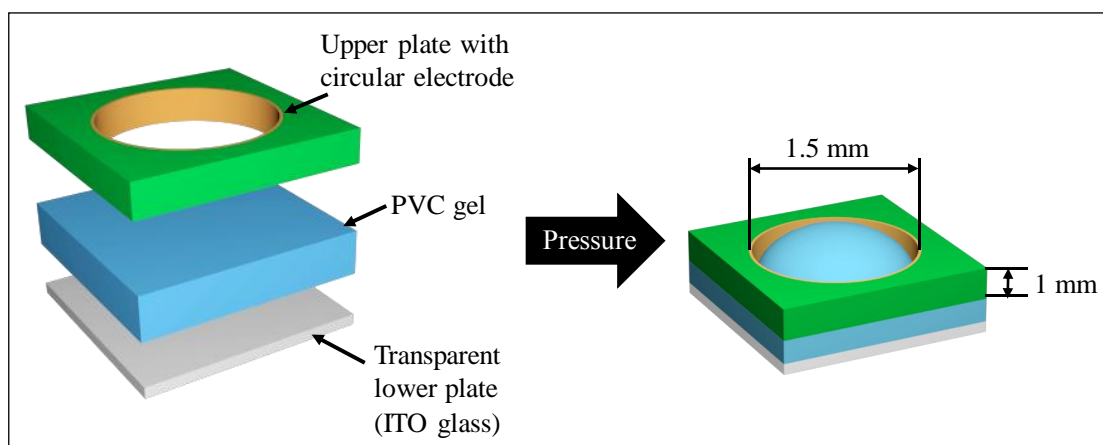 Upper plate with
circular electrode
PVC gel
Transparent
lower plate
(ITO glass)
Pressure
1.5 mm
1 mm